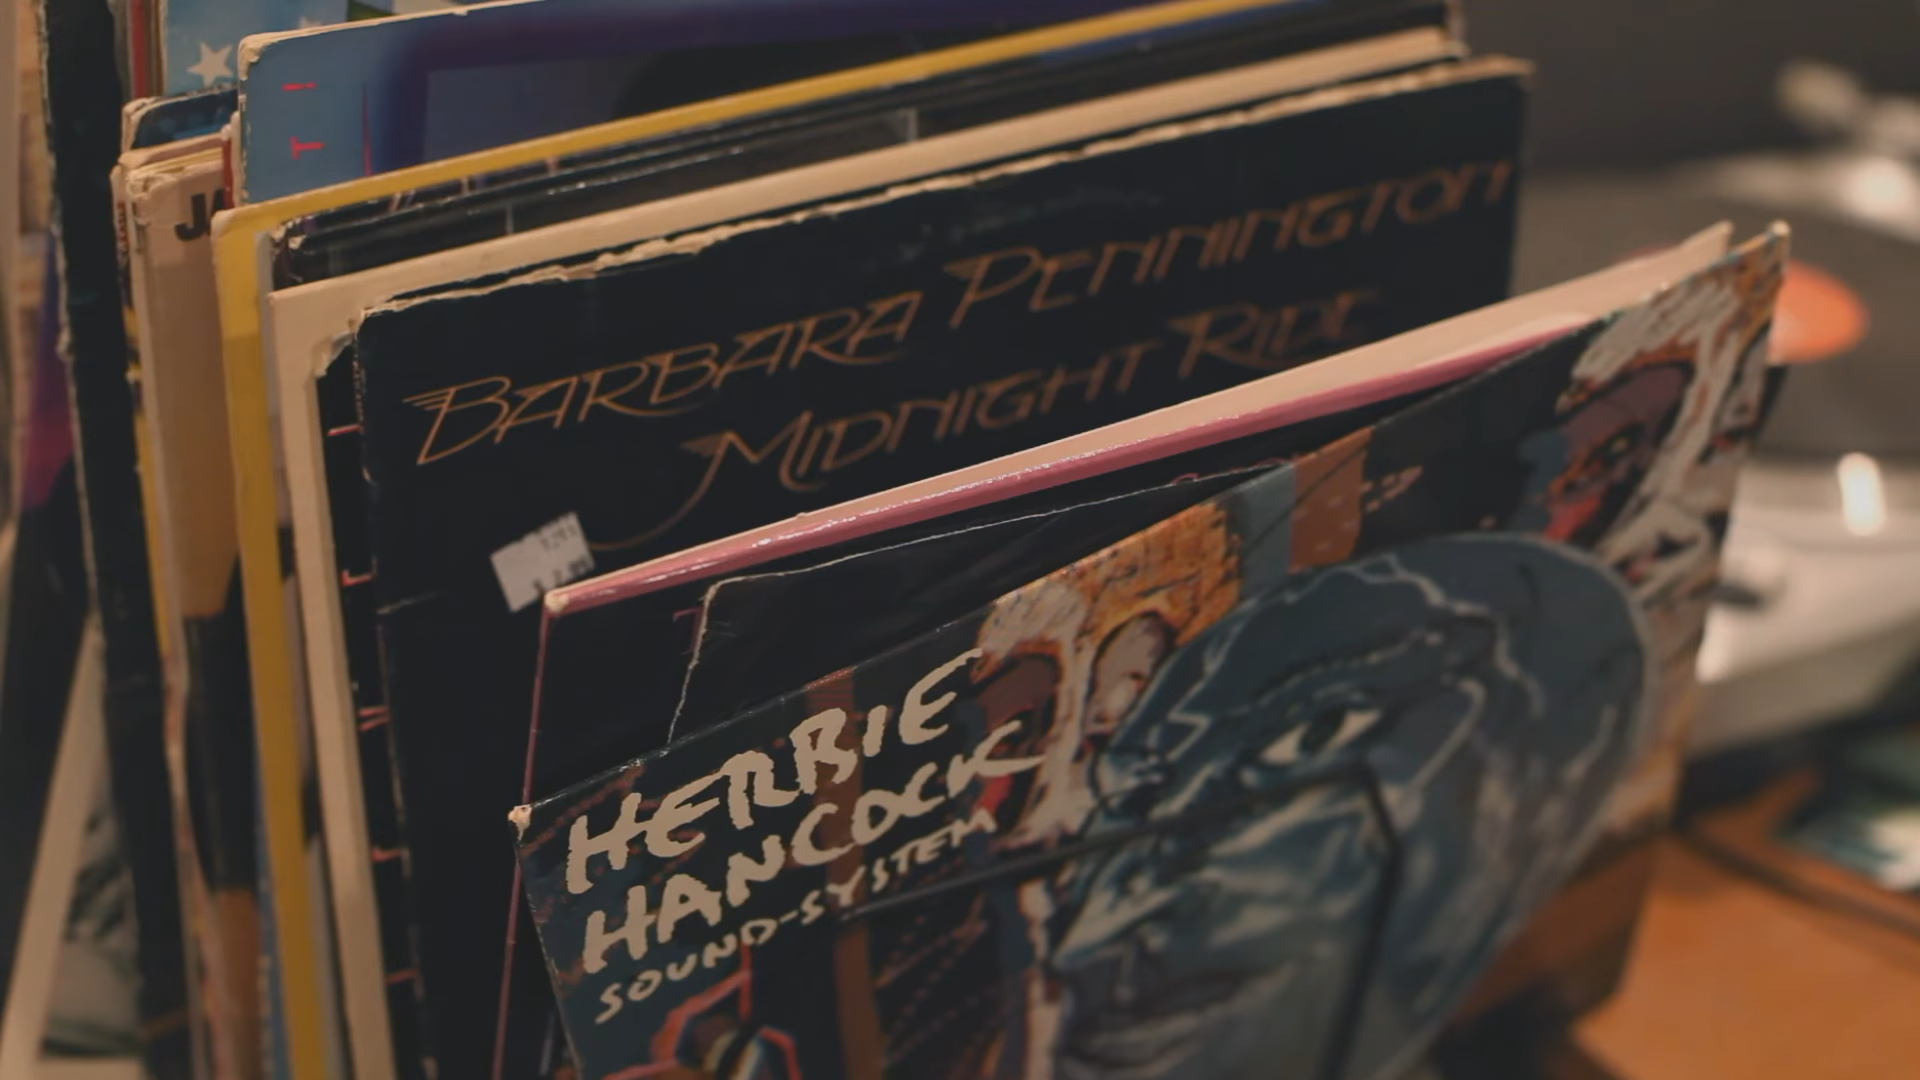 BARBARA PENNINGTON
MIDNIGHT RIDE
HERBIE
HANCOCK
SOUND-SYSTEM